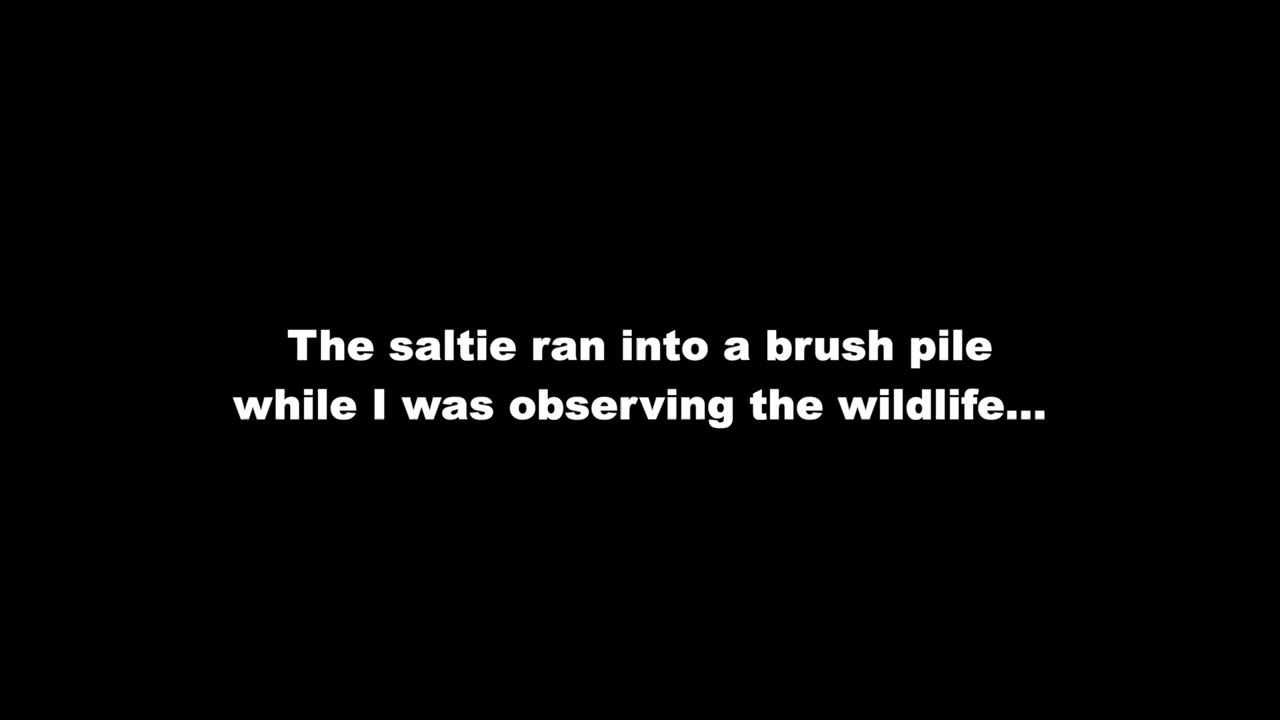 The saltie ran into a brush pile
while I was observing the wildlife...